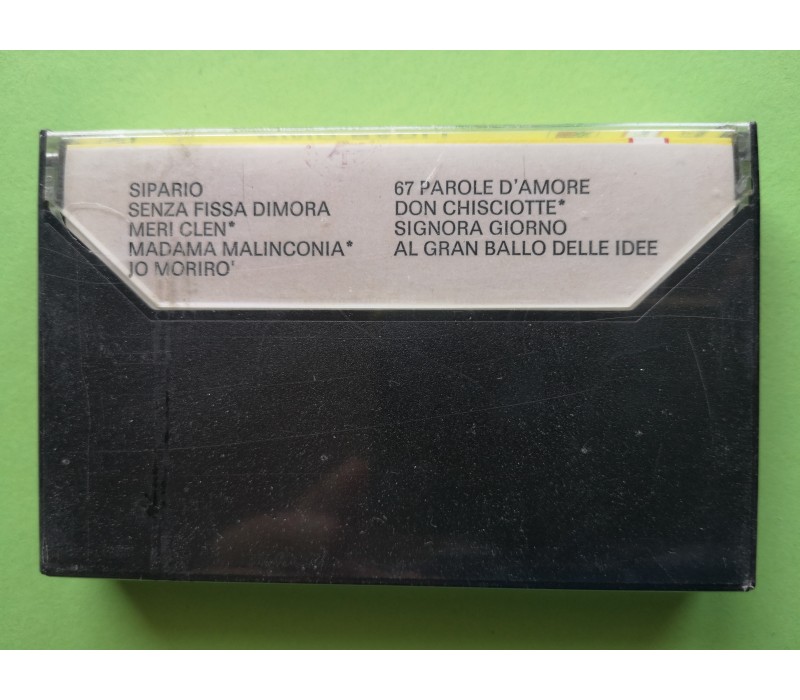 SIPARIO
SENZA FISSA DIMORA
MERI CLEN*
MADAMA MALINCONIA*
IO MORIRO'
67 PAROLE D'AMORE
DON CHISCIOTTE*
SIGNORA GIORNO
AL GRAN BALLO DELLE IDEE